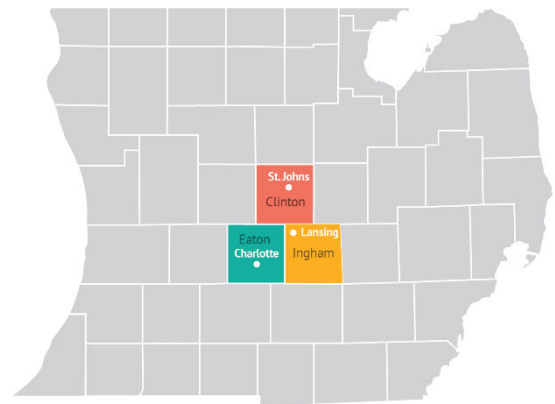 St. Johns
Clinton
Eaton
Charlotte
Lansing
Ingham